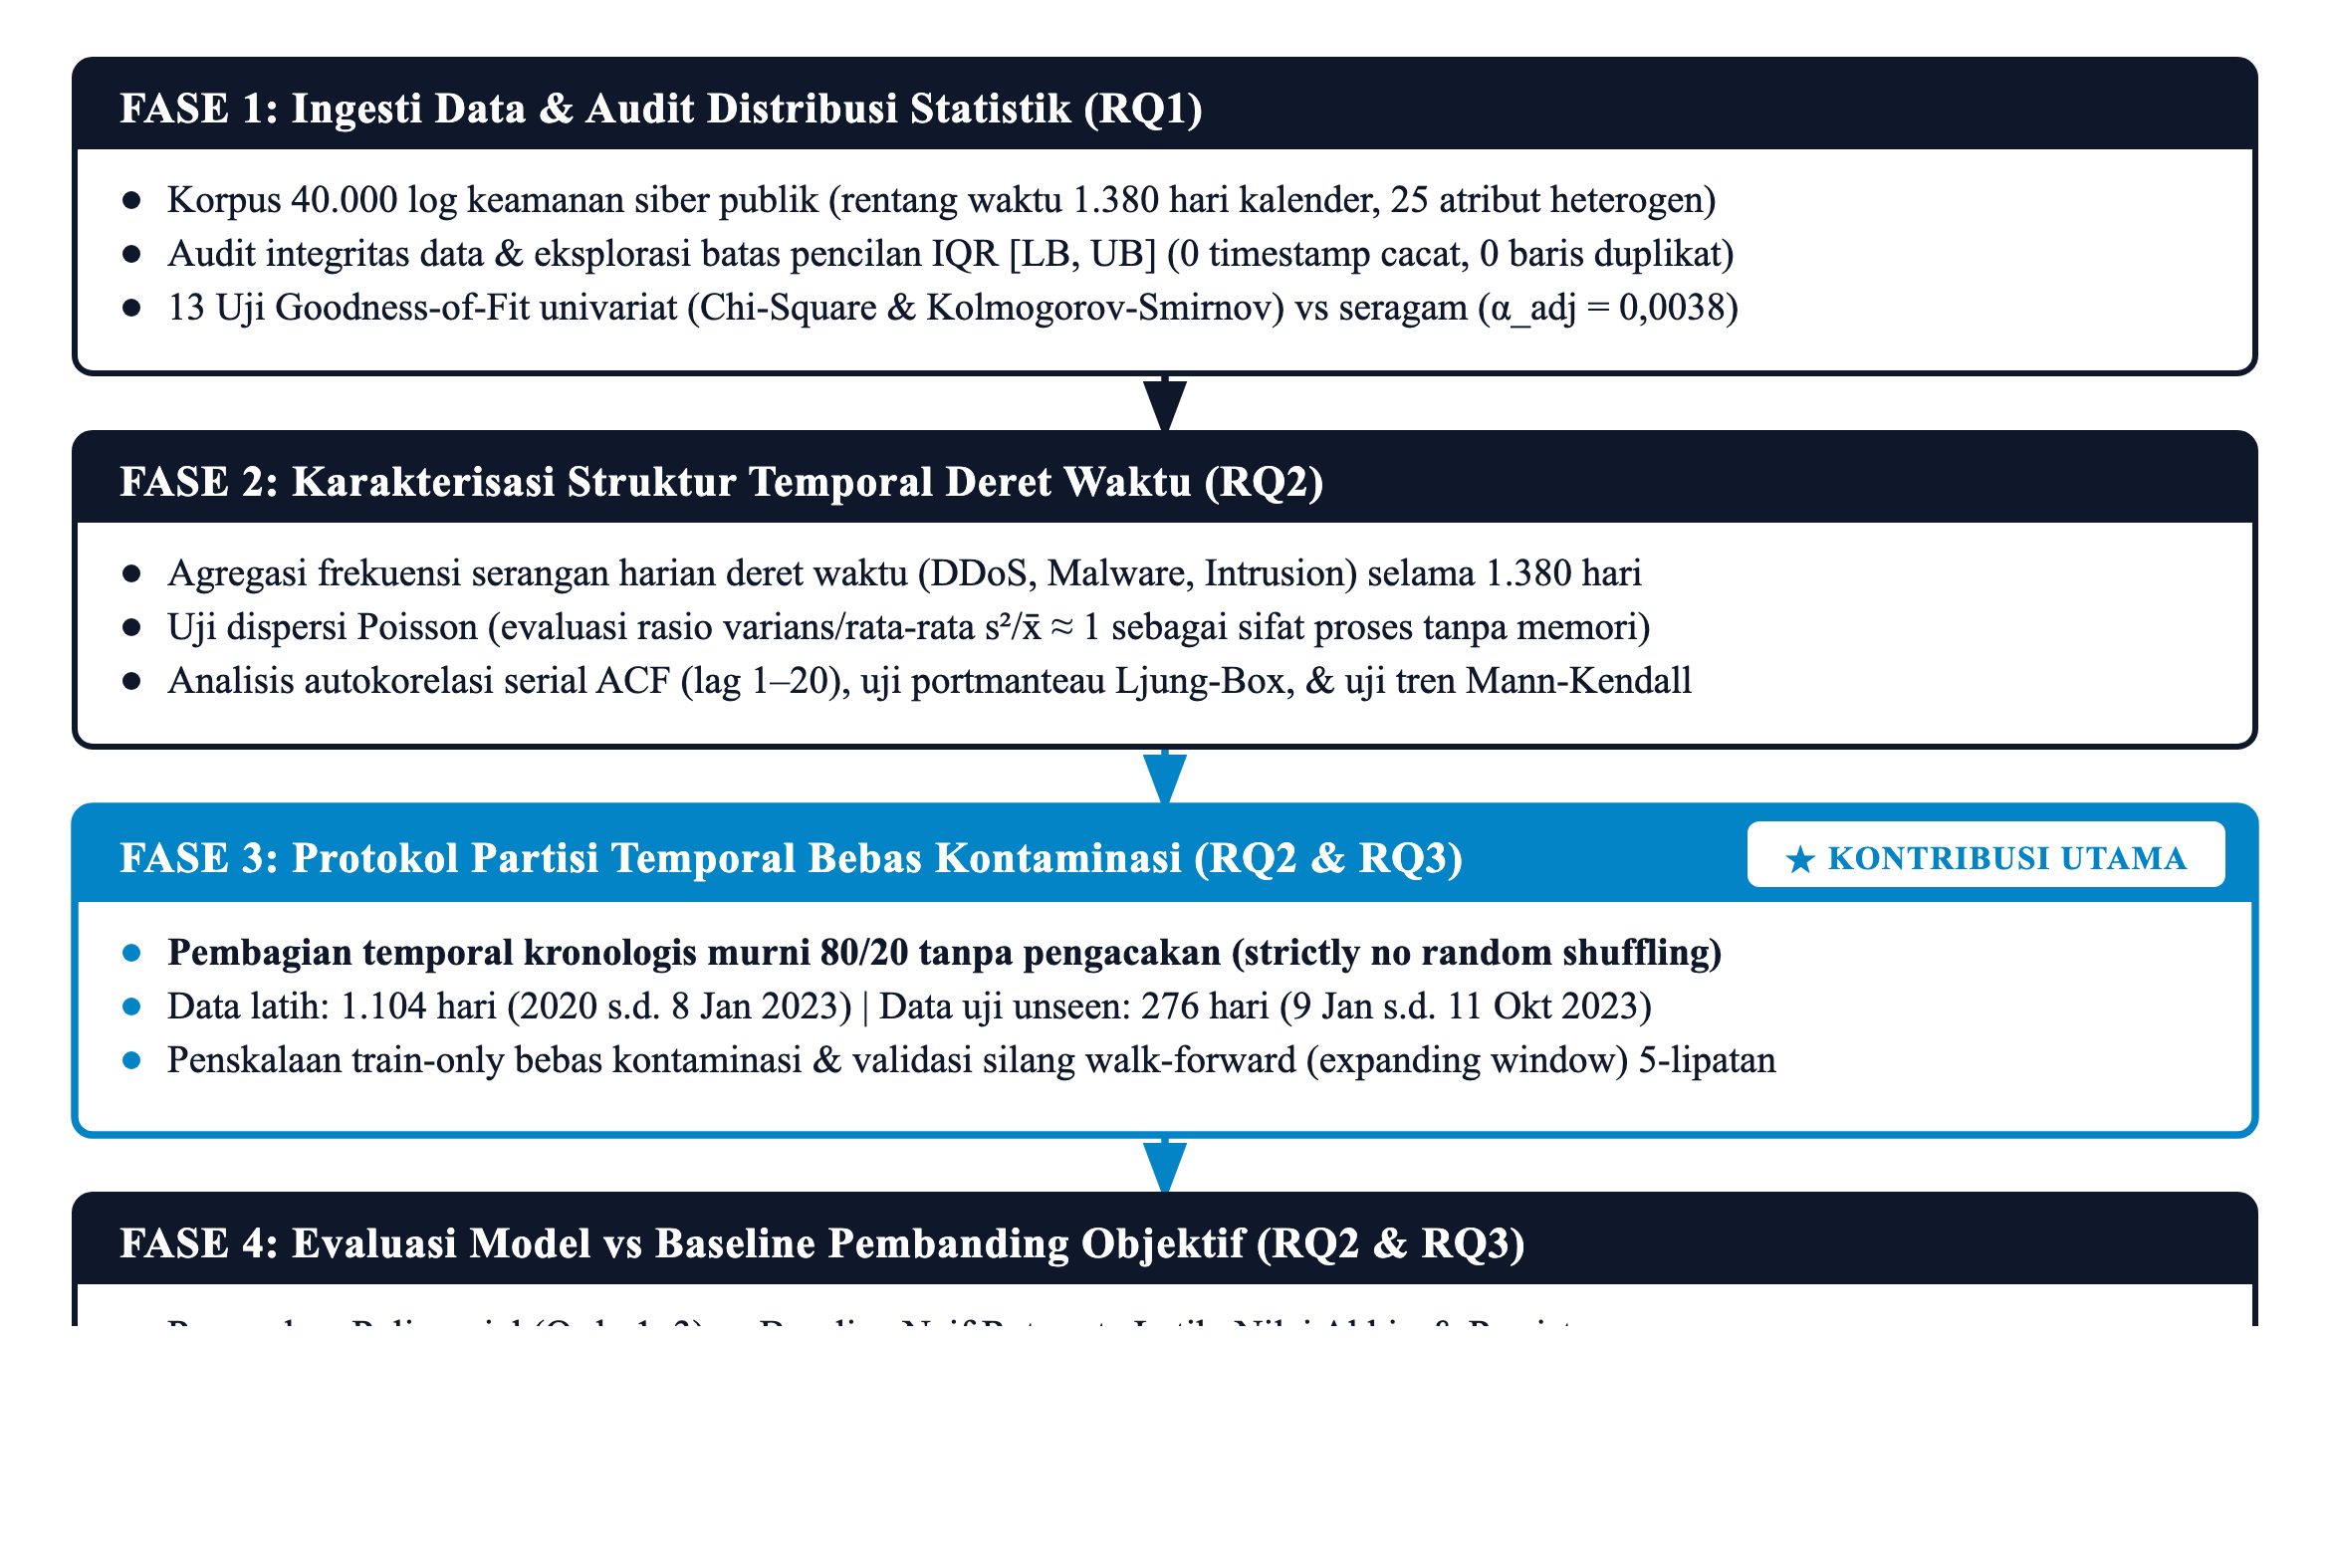 FASE 1: Ingesti Data & Audit Distribusi Statistik (RQ1)
● Korpus 40.000 log keamanan siber publik (rentang waktu 1.380 hari kalender, 25 atribut heterogen)
● Audit integritas data & eksplorasi batas pencilan IQR [LB, UB] (0 timestamp cacat, 0 baris duplikat)
● 13 Uji Goodness-of-Fit univariat (Chi-Square & Kolmogorov-Smirnov) vs seragam (α_adj = 0,0038)
FASE 2: Karakterisasi Struktur Temporal Deret Waktu (RQ2)
● Agregasi frekuensi serangan harian deret waktu (DDoS, Malware, Intrusion) selama 1.380 hari
● Uji dispersi Poisson (evaluasi rasio varians/rata-rata s²/x̄ ≈ 1 sebagai sifat proses tanpa memori)
● Analisis autokorelasi serial ACF (lag 1–20), uji portmanteau Ljung-Box, & uji tren Mann-Kendall
FASE 3: Protokol Partisi Temporal Bebas Kontaminasi (RQ2 & RQ3)
★ KONTRIBUSI UTAMA
● Pembagian temporal kronologis murni 80/20 tanpa pengacakan (strictly no random shuffling)
● Data latih: 1.104 hari (2020 s.d. 8 Jan 2023) | Data uji unseen: 276 hari (9 Jan s.d. 11 Okt 2023)
● Penskalaan train-only bebas kontaminasi & validasi silang walk-forward (expanding window) 5-lipatan
FASE 4: Evaluasi Model vs Baseline Pembanding Objektif (RQ2 & RQ3)